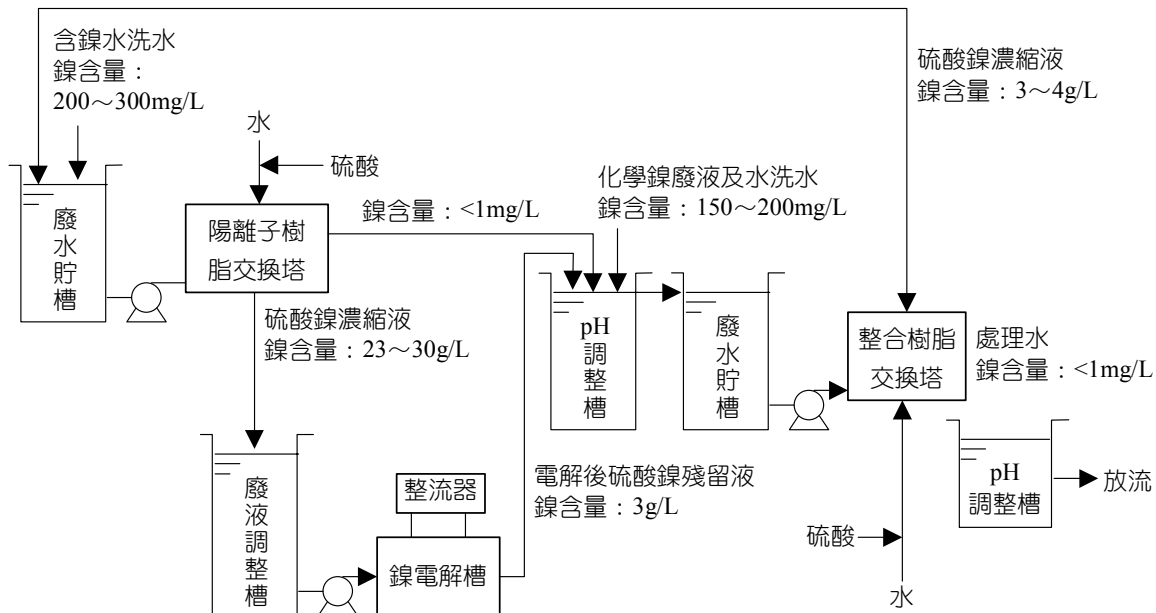 含鎳水洗水
鎳含量：
200～300mg/L
硫酸鎳濃縮液
鎳含量：3～4g/L
水
硫酸
化學鎳廢液及水洗水
鎳含量：150～200mg/L
鎳含量：<1mg/L
廢水貯槽
陽離子樹
脂交換塔
硫酸鎳濃縮液
鎳含量：23～30g/L
pH
調整槽
廢水貯槽
整合樹脂
交換塔
處理水
鎳含量：<1mg/L
廢液調整槽
整流器
鎳電解槽
電解後硫酸鎳殘留液
鎳含量：3g/L
pH
調整槽
放流
硫酸
水